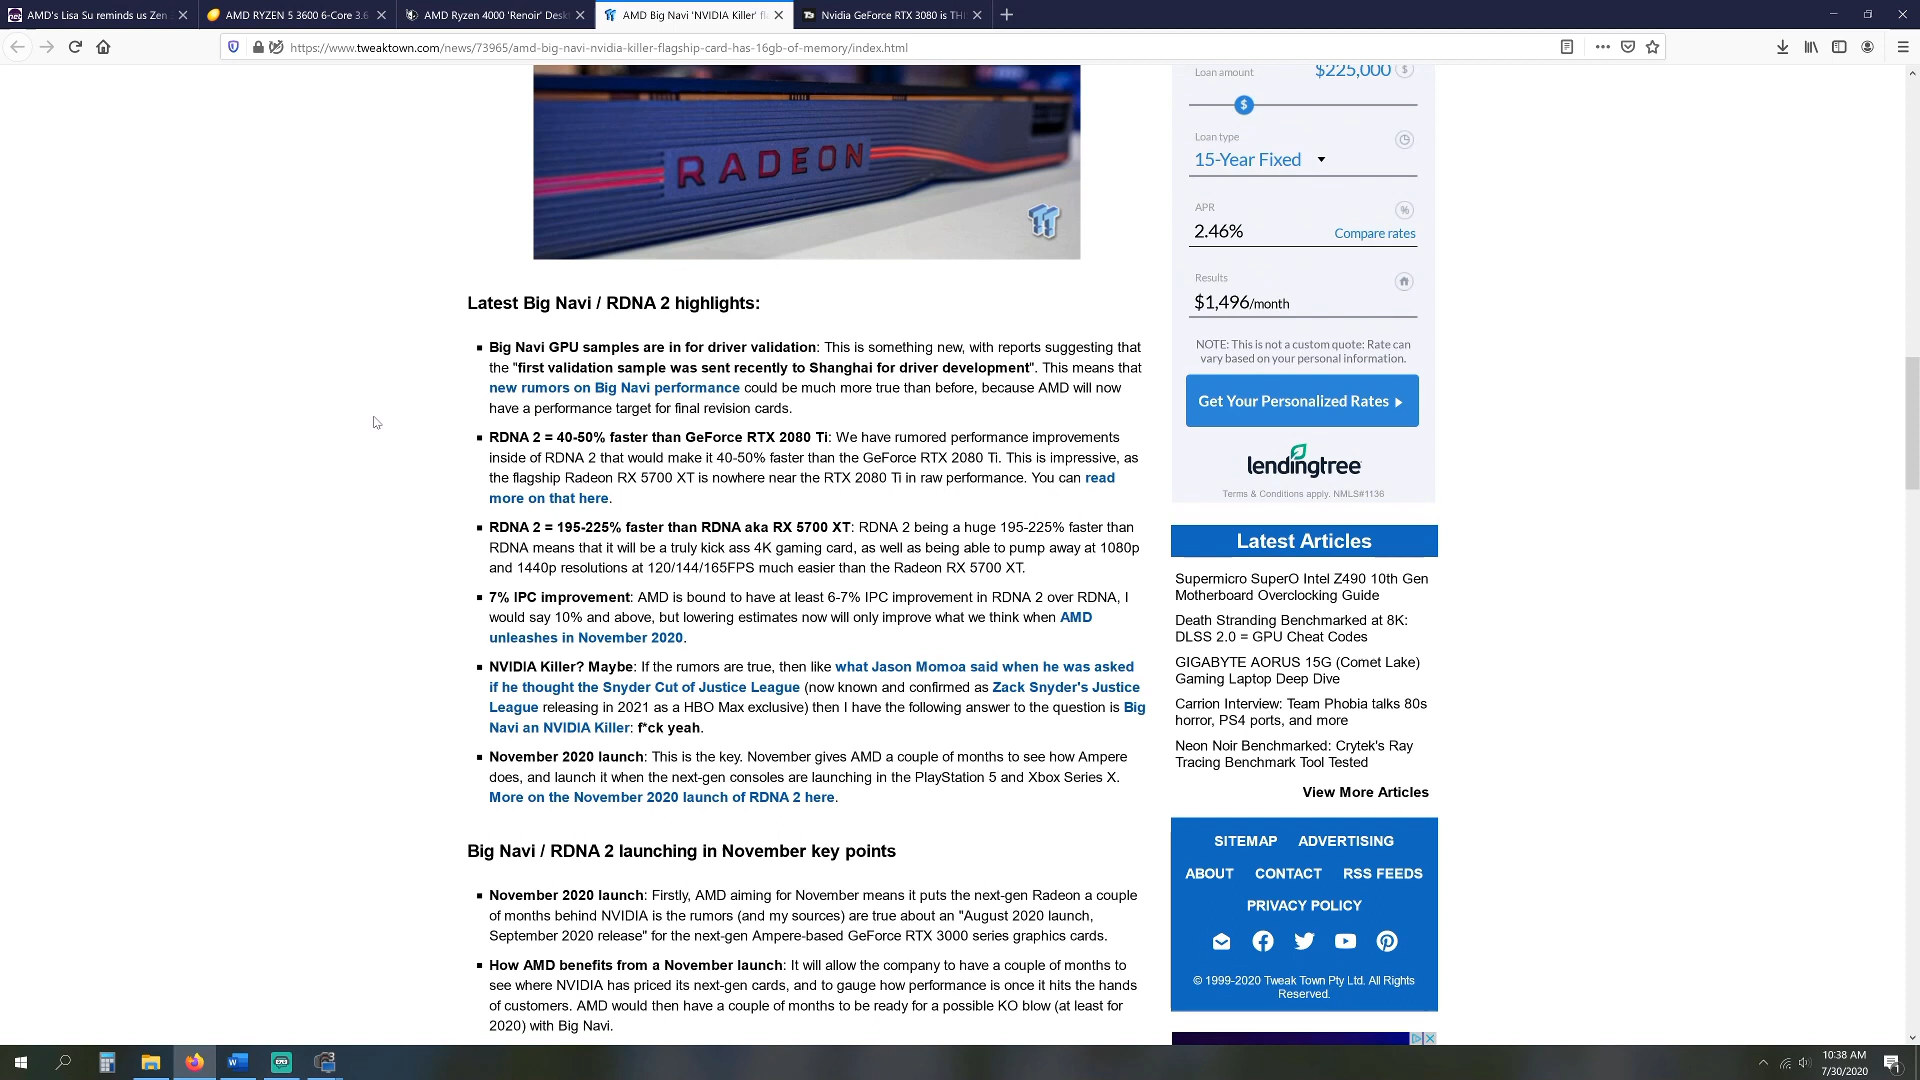 AMD's Lisa Su reminds us Zen
AMD RYZEN 5 3600 6-Core 3.6
AMD Ryzen 4000 'Renoir' Desk
AMD Big Navi 'NVIDIA Killer' fl
Nvidia GeForce RTX 3080 is TH
https://www.tweaktown.com/news/73965/amd-big-navi-nvidia-killer-flagship-card-has-16gb-of-memory/index.html
RADEON
TT
Latest Big Navi / RDNA 2 highlights:
Big Navi GPU samples are in for driver validation: This is something new, with reports suggesting that
the "first validation sample was sent recently to Shanghai for driver development". This means that
new rumors on Big Navi performance could be much more true than before, because AMD will now
have a performance target for final revision cards.
RDNA 2 = 40-50% faster than GeForce RTX 2080 Ti: We have rumored performance improvements
inside of RDNA 2 that would make it 40-50% faster than the GeForce RTX 2080 Ti. This is impressive, as
the flagship Radeon RX 5700 XT is nowhere near the RTX 2080 Ti in raw performance. You can read
more on that here.
RDNA 2 = 195-225% faster than RDNA aka RX 5700 XT: RDNA 2 being a huge 195-225% faster than
RDNA means that it will be a truly kick ass 4K gaming card, as well as being able to pump away at 1080p
and 1440p resolutions at 120/144/165FPS much easier than the Radeon RX 5700 XT.
7% IPC improvement: AMD is bound to have at least 6-7% IPC improvement in RDNA 2 over RDNA, I
would say 10% and above, but lowering estimates now will only improve what we think when AMD
unleashes in November 2020.
NVIDIA Killer? Maybe: If the rumors are true, then like what Jason Momoa said when he was asked
if he thought the Snyder Cut of Justice League (now known and confirmed as Zack Snyder's Justice
League releasing in 2021 as a HBO Max exclusive) then I have the following answer to the question is Big
Navi an NVIDIA Killer: f*ck yeah.
November 2020 launch: This is the key. November gives AMD a couple of months to see how Ampere
does, and launch it when the next-gen consoles are launching in the PlayStation 5 and Xbox Series X.
More on the November 2020 launch of RDNA 2 here.
Big Navi / RDNA 2 launching in November key points
November 2020 launch: Firstly, AMD aiming for November means it puts the next-gen Radeon a couple
of months behind NVIDIA is the rumors (and my sources) are true about an "August 2020 launch,
September 2020 release" for the next-gen Ampere-based GeForce RTX 3000 series graphics cards.
How AMD benefits from a November launch: It will allow the company to have a couple of months to
see where NVIDIA has priced its next-gen cards, and to gauge how performance is once it hits the hands
of customers. AMD would then have a couple of months to be ready for a possible KO blow (at least for
2020) with Big Navi.
Loan amount
$225,000 $
$
Loan type
15-Year Fixed
APR
%
2.46% Compare rates
Results
$1,496/month
NOTE: This is not a custom quote: Rate can
vary based on your personal information.
Get Your Personalized Rates
lendingtree
Terms & Conditions apply. NMLS#1136
Latest Articles
Supermicro SuperO Intel Z490 10th Gen
Motherboard Overclocking Guide
Death Stranding Benchmarked at 8K:
DLSS 2.0 = GPU Cheat Codes
GIGABYTE AORUS 15G (Comet Lake)
Gaming Laptop Deep Dive
Carrion Interview: Team Phobia talks 80s
horror, PS4 ports, and more
Neon Noir Benchmarked: Crytek's Ray
Tracing Benchmark Tool Tested
View More Articles
SITEMAP ADVERTISING
ABOUT CONTACT RSS FEEDS
PRIVACY POLICY
© 1999-2020 Tweak Town Pty Ltd. All Rights
Reserved.
10:38 AM
7/30/2020